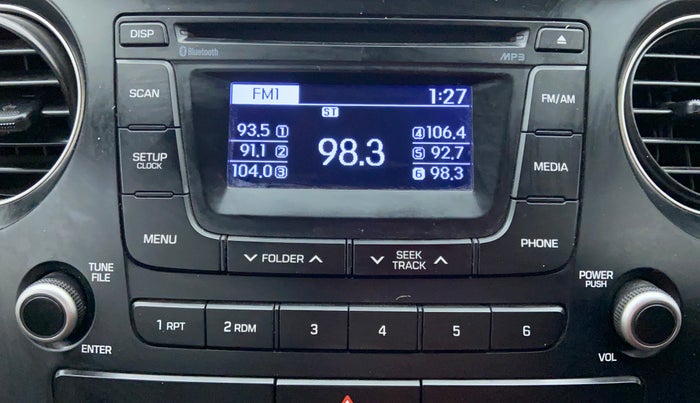 DISP
Bluetooth
MP3
SCAN
FM1 1:27
FM/AM
ST
93.5 1
4 106.4
91.1 2
98.3
5 92.7
104.0 3
6 98.3
SETUP
CLOCK
MEDIA
MENU
FOLDER
SEEK
TRACK
PHONE
TUNE
FILE
POWER
PUSH
1 RPT
2 RDM
3
4
5
6
ENTER
VOL